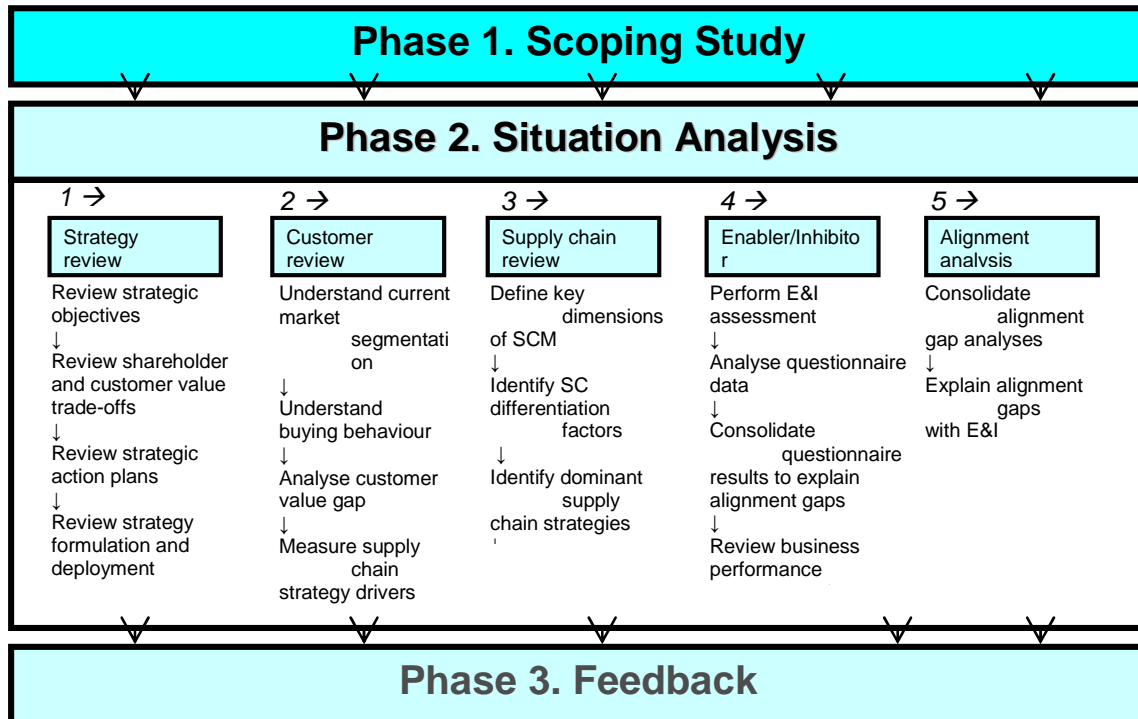 Phase 1. Scoping Study
Phase 2. Situation Analysis
1 →
Strategy
review
Review strategic
objectives
↓
Review shareholder
and customer value
trade-offs
↓
Review strategic
action plans
↓
Review strategy
formulation and
deployment
2 →
Customer
review
Understand current
market
segmentati
on
↓
Understand
buying behaviour
↓
Analyse customer
value gap
↓
Measure supply
chain
strategy drivers
3 →
Supply chain
review
Define key
dimensions
of SCM
↓
Identify SC
differentiation
factors
↓
Identify dominant
supply
chain strategies
4 →
Enabler/Inhibito
r
Perform E&I
assessment
↓
Analyse questionnaire
data
↓
Consolidate
questionnaire
results to explain
alignment gaps
↓
Review business
performance
5 →
Alignment
analysis
Consolidate
alignment
gap analyses
↓
Explain alignment
gaps
with E&I
Phase 3. Feedback